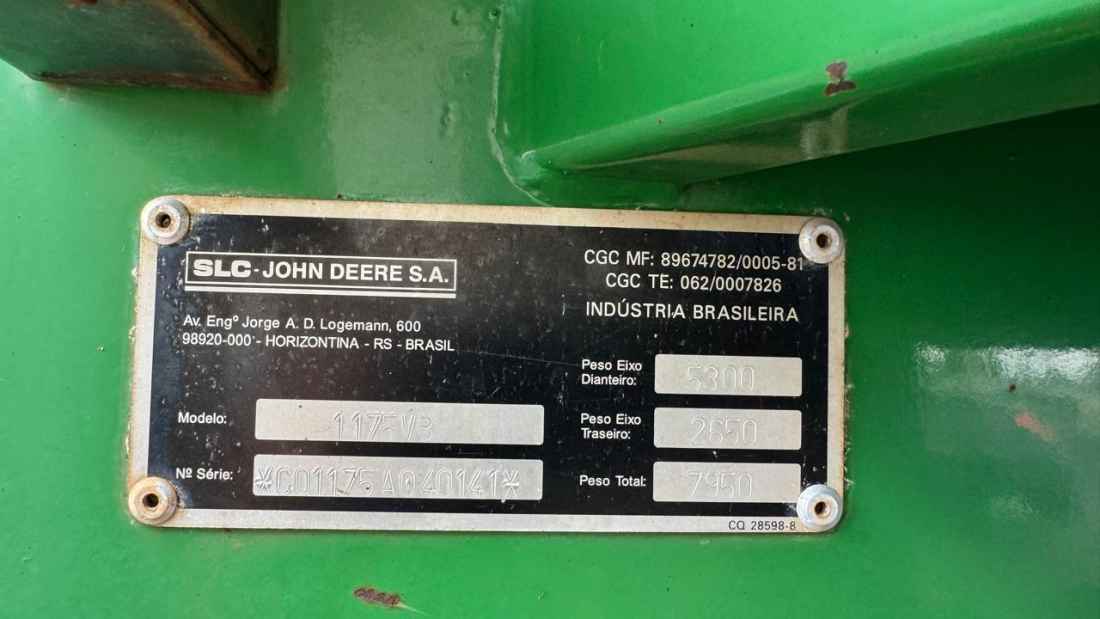 SLC - JOHN DEERE S.A.
CGC MF: 89674782/0005-81
CGC TE: 062/0007826
INDÚSTRIA BRASILEIRA
Av. Engº Jorge A. D. Logemann, 600
98920-000 - HORIZONTINA - RS - BRASIL
Peso Eixo
Dianteiro: 5300
Modelo:
Peso Eixo
Traseiro: 2650
Nº Série: *CQ1175A040141*
Peso Total: 7950
CQ 28598-8